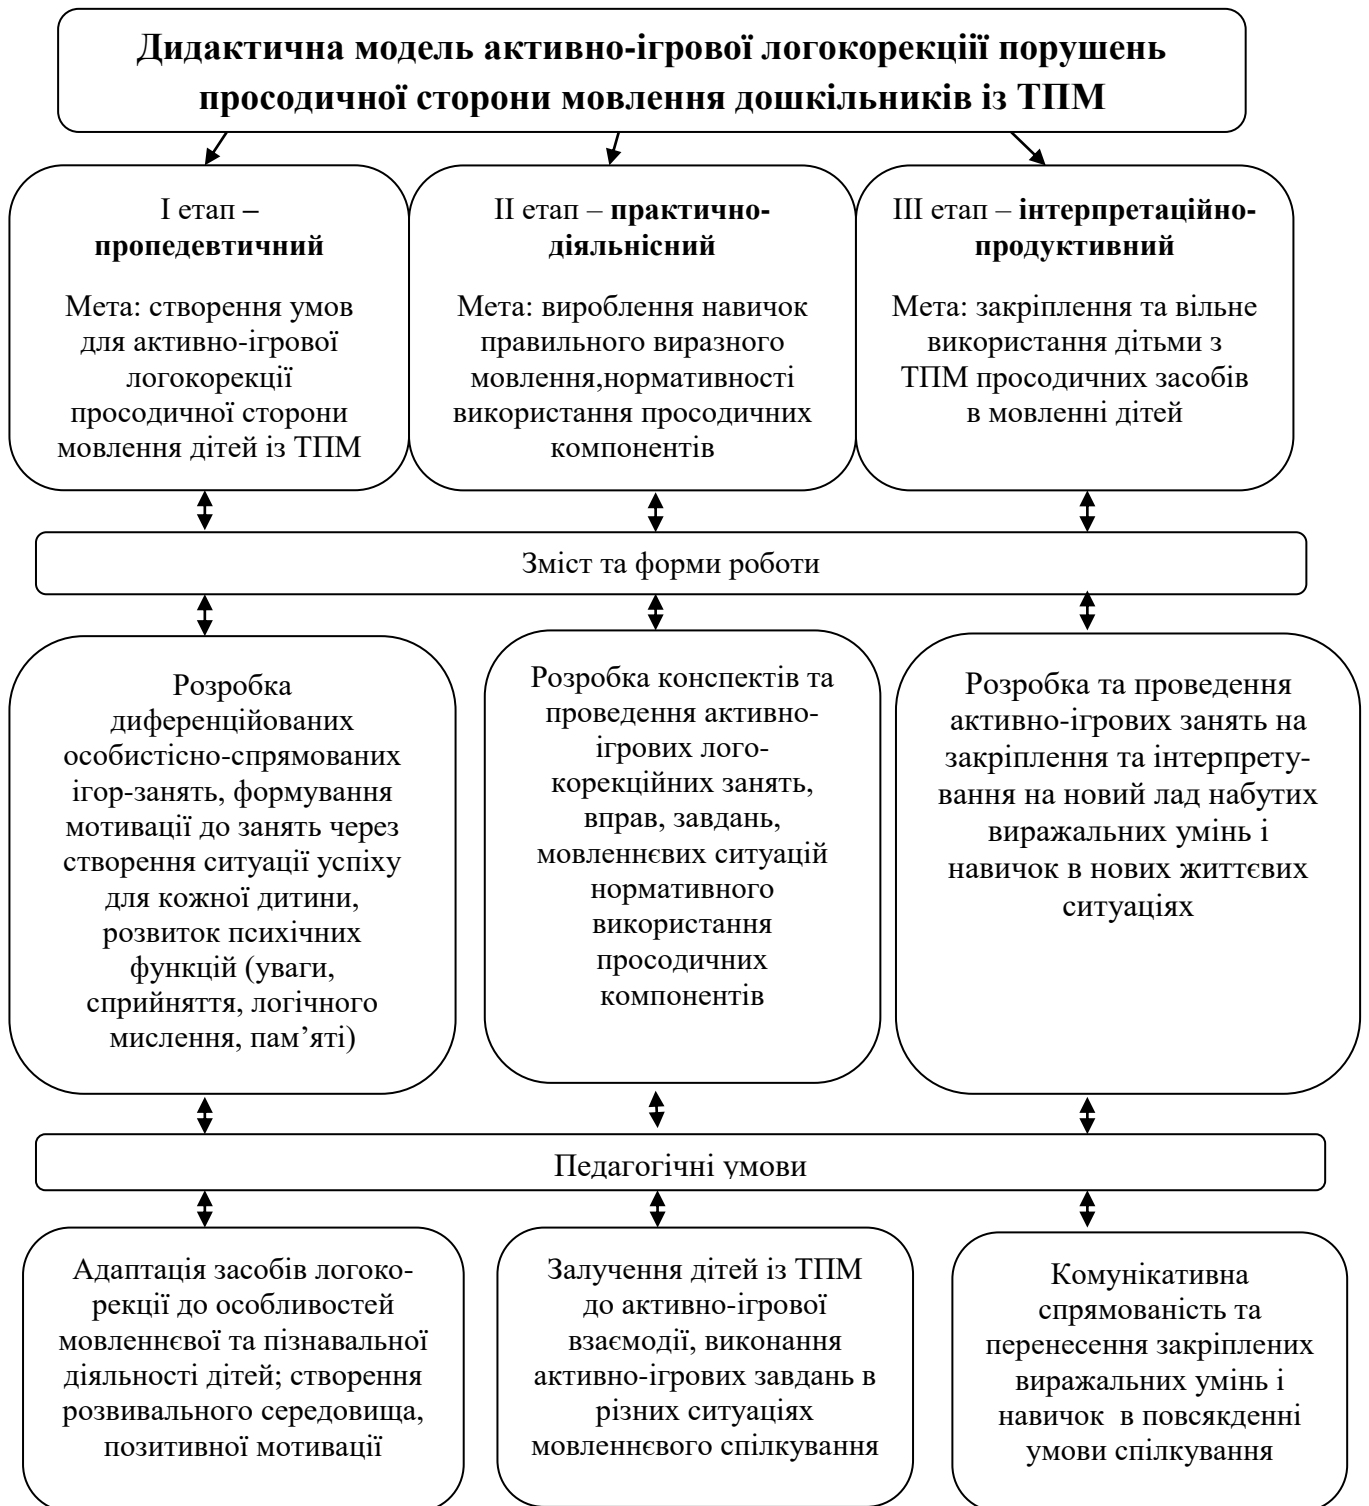 Дидактична модель активно-ігрової логокорекціїї порушень
просодичної сторони мовлення дошкільників із ТПМ
І етап –
пропедевтичний
Мета: створення умов
для активно-ігрової
логокорекції
просодичної сторони
мовлення дітей із ТПМ
ІІ етап – практично-
діяльнісний
Мета: вироблення навичок
правильного виразного
мовлення,нормативності
використання просодичних
компонентів
ІІІ етап – інтерпретаційно-
продуктивний
Мета: закріплення та вільне
використання дітьми з
ТПМ просодичних засобів
в мовленні дітей
Зміст та форми роботи
Розробка
диференційованих
особистісно-спрямованих
ігор-занять, формування
мотивації до занять через
створення ситуації успіху
для кожної дитини,
розвиток психічних
функцій (уваги,
сприйняття, логічного
мислення, пам’яті)
Розробка конспектів та
проведення активно-
ігрових лого-
корекційних занять,
вправ, завдань,
мовленнєвих ситуацій
нормативного
використання
просодичних
компонентів
Розробка та проведення
активно-ігрових занять на
закріплення та інтерпрету-
вання на новий лад набутих
виражальних умінь і
навичок в нових життєвих
ситуаціях
Педагогічні умови
Адаптація засобів логоко-
рекції до особливостей
мовленнєвої та пізнавальної
діяльності дітей; створення
розвивального середовища,
позитивної мотивації
Залучення дітей із ТПМ
до активно-ігрової
взаємодії, виконання
активно-ігрових завдань в
різних ситуаціях
мовленнєвого спілкування
Комунікативна
спрямованість та
перенесення закріплених
виражальних умінь і
навичок в повсякденні
умови спілкування